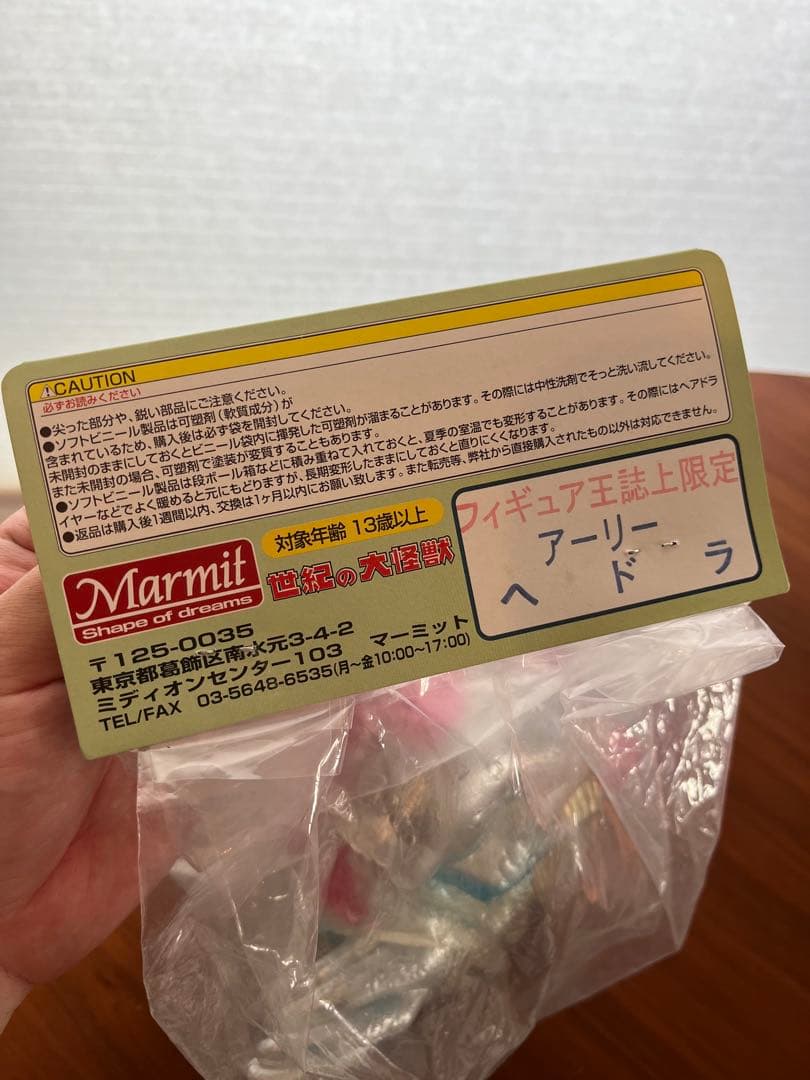 ⚠CAUTION
必ずお読みください
●尖った部分や、鋭い部品にご注意ください。
●ソフトビニール製品は可塑剤(軟質成分)が
含まれているため、購入後は必ず袋を開封してください。
未開封のままにしておくとビニール袋内に揮発した可塑剤が溜まることがあります。その際には中性洗剤でそっと洗い流してください。
また未開封の場合、可塑剤で塗装が変質することもあります。
●ソフトビニール製品は段ボール箱などに積み重ねて入れておくと、夏季の室温でも変形することがあります。その際にはヘアドラ
イヤーなどでよく暖めると元にもどりますが、長期変形したままにしておくと直りにくくなります。
●返品は購入後1週間以内、交換は1ヶ月以内にお願い致します。また転売等、弊社から直接購入されたもの以外は対応できません。
対象年齢 13歳以上
Marmit
Shape of dreams
世紀の大怪獣
フィギュア王誌上限定
アーリー
ヘドラ
〒125-0035
東京都葛飾区南水元3-4-2
ミディオンセンター103 マーミット
TEL/FAX 03-5648-6535(月〜金10:00〜17:00)